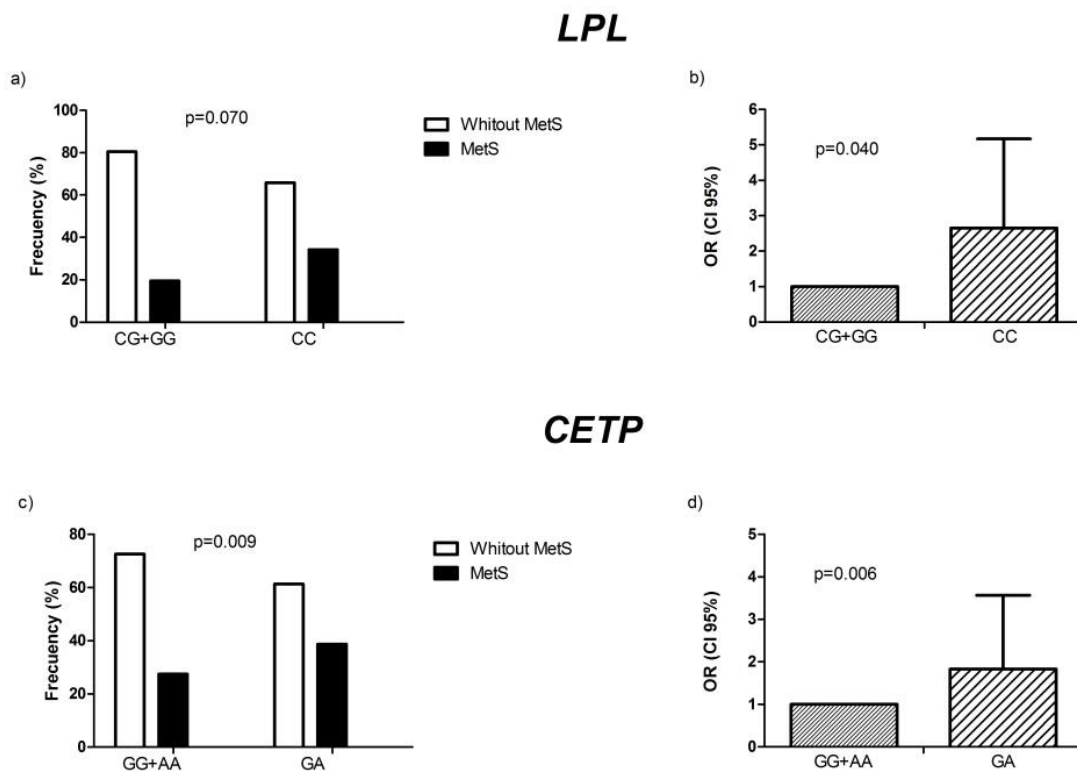 LPL
a)
p=0.070
Frecuency (%)
100
80
60
40
20
0
CG+GG
CC
Whitout MetS
MetS
b)
p=0.040
OR (CI 95%)
6
5
4
3
2
1
0
CG+GG
CC
CETP
c)
p=0.009
Frecuency (%)
80
60
40
20
0
GG+AA
GA
Whitout MetS
MetS
d)
p=0.006
OR (CI 95%)
5
4
3
2
1
0
GG+AA
GA